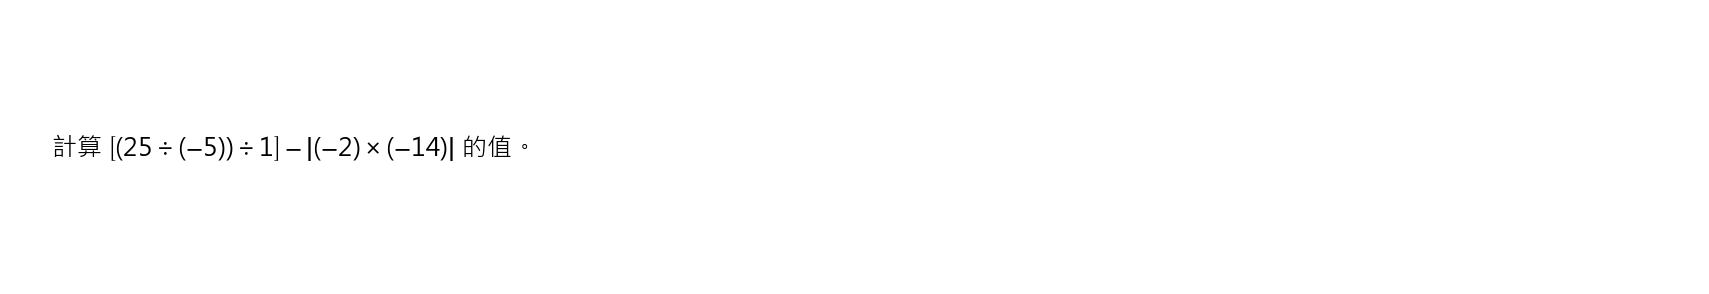 計算 [(25 ÷ (−5)) ÷ 1] − |(−2) × (−14)| 的值。